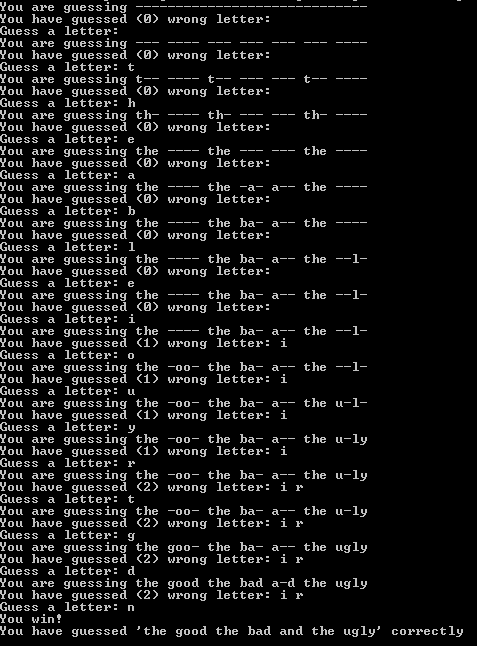 You are guessing -----------------------------
You have guessed (0) wrong letter:
Guess a letter:
You are guessing --- ---- --- --- --- --- ----
You have guessed (0) wrong letter:
Guess a letter: t
You are guessing t-- ---- t-- --- --- t-- ----
You have guessed (0) wrong letter:
Guess a letter: h
You are guessing th- ---- th- --- --- th- ----
You have guessed (0) wrong letter:
Guess a letter: e
You are guessing the ---- the --- --- the ----
You have guessed (0) wrong letter:
Guess a letter: a
You are guessing the ---- the -a- a-- the ----
You have guessed (0) wrong letter:
Guess a letter: b
You are guessing the ---- the ba- a-- the ----
You have guessed (0) wrong letter:
Guess a letter: l
You are guessing the ---- the ba- a-- the --l-
You have guessed (0) wrong letter:
Guess a letter: e
You are guessing the ---- the ba- a-- the --l-
You have guessed (0) wrong letter:
Guess a letter: i
You are guessing the ---- the ba- a-- the --l-
You have guessed (1) wrong letter: i
Guess a letter: o
You are guessing the -oo- the ba- a-- the --l-
You have guessed (1) wrong letter: i
Guess a letter: u
You are guessing the -oo- the ba- a-- the u-l-
You have guessed (1) wrong letter: i
Guess a letter: y
You are guessing the -oo- the ba- a-- the u-ly
You have guessed (1) wrong letter: i
Guess a letter: r
You are guessing the -oo- the ba- a-- the u-ly
You have guessed (2) wrong letter: i r
Guess a letter: t
You are guessing the -oo- the ba- a-- the u-ly
You have guessed (2) wrong letter: i r
Guess a letter: g
You are guessing the goo- the ba- a-- the ugly
You have guessed (2) wrong letter: i r
Guess a letter: d
You are guessing the good the bad a-d the ugly
You have guessed (2) wrong letter: i r
Guess a letter: n
You win!
You have guessed 'the good the bad and the ugly' correctly